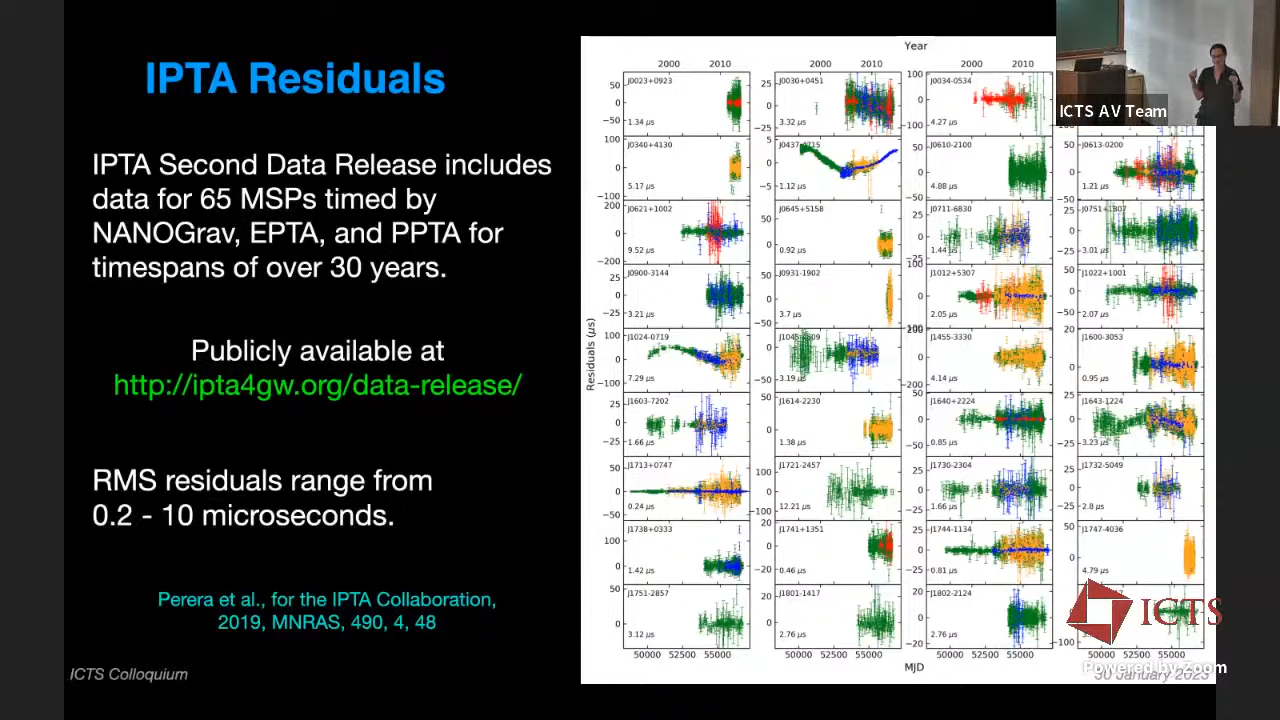 IPTA Residuals
IPTA Second Data Release includes
data for 65 MSPs timed by
NANOGrav, EPTA, and PPTA for
timespans of over 30 years.
Publicly available at
http://ipta4gw.org/data-release/
RMS residuals range from
0.2 - 10 microseconds.
Perera et al., for the IPTA Collaboration,
2019, MNRAS, 490, 4, 48
ICTS Colloquium
Year
2000 2010 2000 2010 2000 2010
J0023+0923 J0030+0451 J0034-0534
1.34 μs 3.32 μs 4.27 μs
J0340+4130 J0437-4715 J0610-2100 J0613-0200
5.17 μs 1.12 μs 4.88 μs 1.21 μs
J0621+1002 J0645+5158 J0711-6830 J0751+1807
9.52 μs 0.92 μs 1.44 μs 3.01 μs
J0900-3144 J0931-1902 J1012+5307 J1022+1001
3.21 μs 3.7 μs 2.05 μs 2.07 μs
J1024-0719 J1455-3330 J1600-3053
7.29 μs 3.19 μs 4.14 μs 0.95 μs
J1603-7202 J1614-2230 J1640+2224 J1643-1224
1.66 μs 1.38 μs 0.85 μs 3.23 μs
J1713+0747 J1721-2457 J1730-2304 J1732-5049
0.24 μs 12.21 μs 1.66 μs 2.8 μs
J1738+0333 J1741+1351 J1744-1134 J1747-4036
1.42 μs 0.46 μs 0.81 μs 4.79 μs
J1751-2857 J1801-1417 J1802-2124
3.12 μs 2.76 μs 2.76 μs
Residuals (μs)
50000 52500 55000 50000 52500 55000 50000 52500 55000 50000 52500 55000
MJD
ICTS AV Team
ICTS
Powered by Zoom
30 January 2023